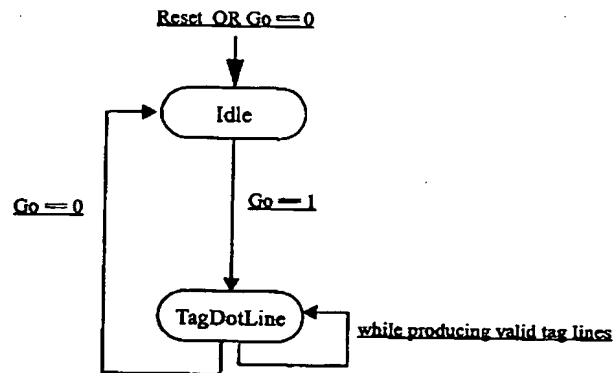 Reset OR Go == 0
Idle
Go == 0
Go == 1
TagDotLine
while producing valid tag lines